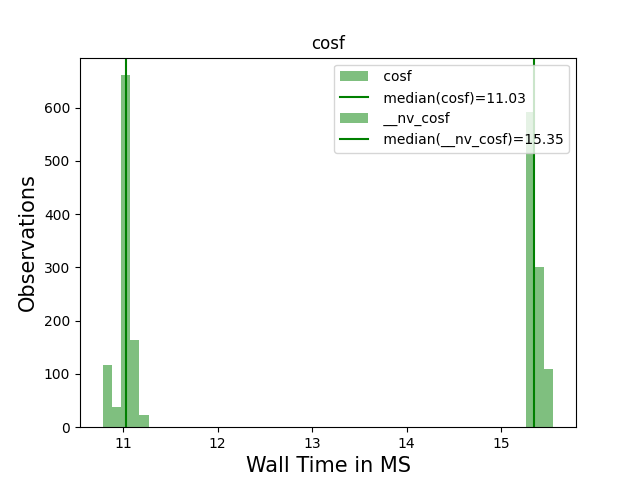 cosf
cosf
median(cosf)=11.03
__nv_cosf
median(__nv_cosf)=15.35
Observations
600
500
400
300
200
100
0
11 12 13 14 15
Wall Time in MS